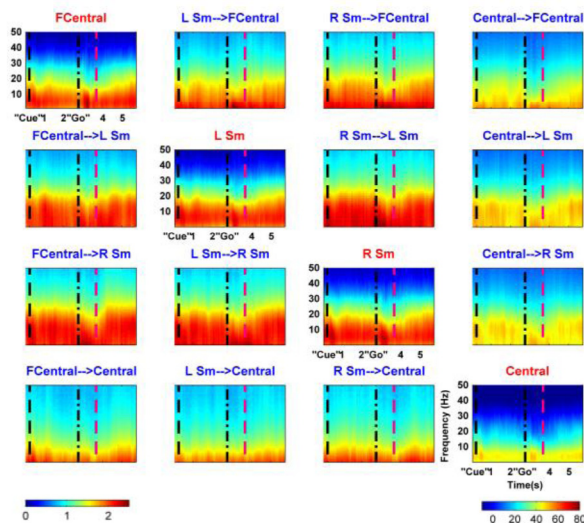 FCentral L Sm-->FCentral R Sm-->FCentral Central-->FCentral
50
40
30
20
10
"Cue"1 2"Go" 4 5
FCentral-->L Sm L Sm R Sm-->L Sm Central-->L Sm
50
40
30
20
10
"Cue"1 2"Go" 4 5
FCentral-->R Sm L Sm-->R Sm R Sm Central-->R Sm
50
40
30
20
10
"Cue"1 2"Go" 4 5
FCentral-->Central L Sm-->Central R Sm-->Central Central
Frequency (Hz)
50
40
30
20
10
"Cue"1 2"Go" 4 5
Time(s)
0 1 2
0 20 40 60 80